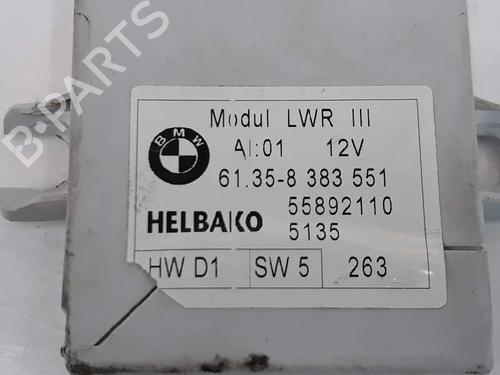 B-PARTS
BMW
Modul LWR III
AI:01 12V
61.35-8 383 551
55892110
HELBAKO 5135
HW D1 SW 5 263